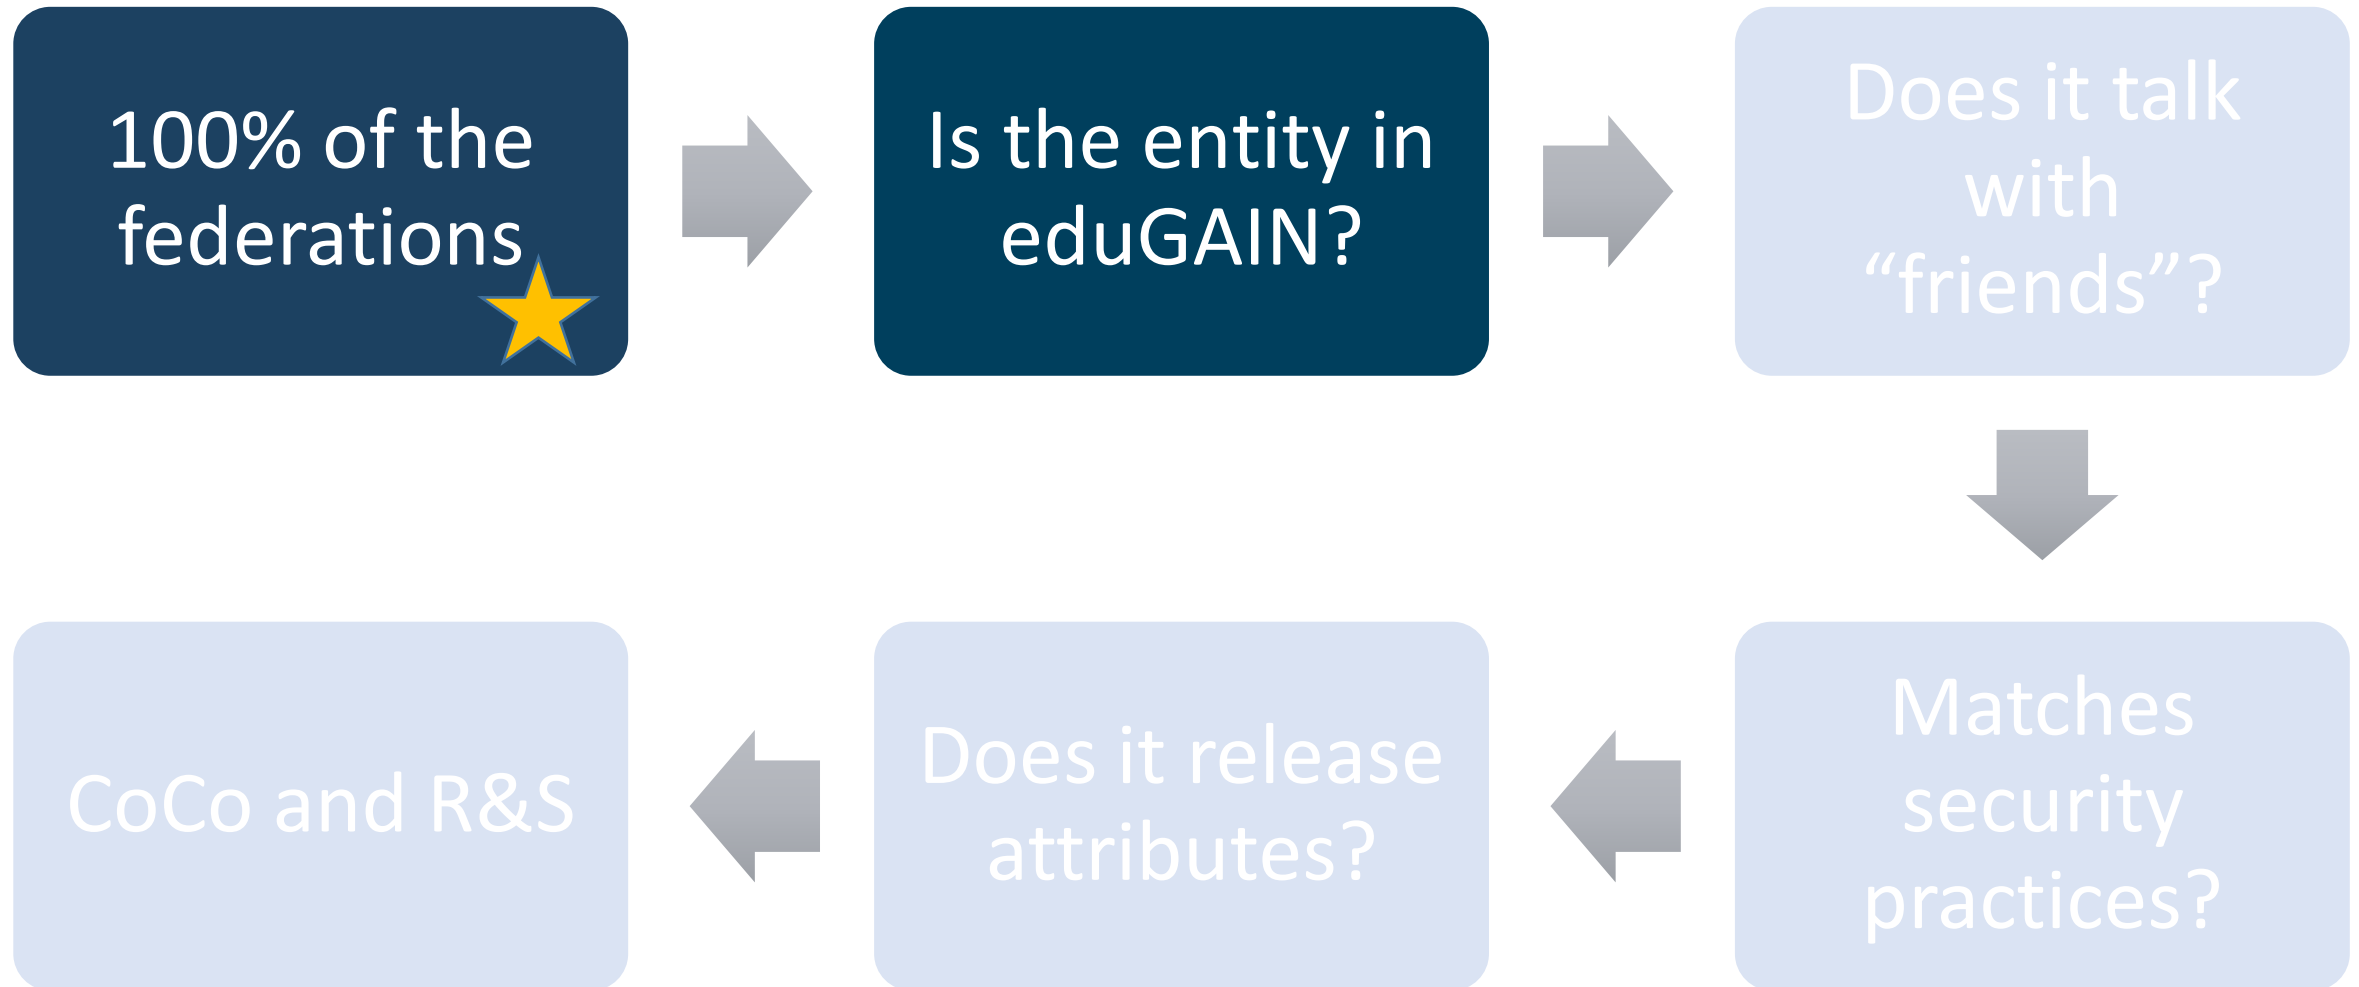 100% of the
federations
Is the entity in
eduGAIN?
Does it talk
with
“friends”?
Matches
security
practices?
Does it release
attributes?
CoCo and R&S